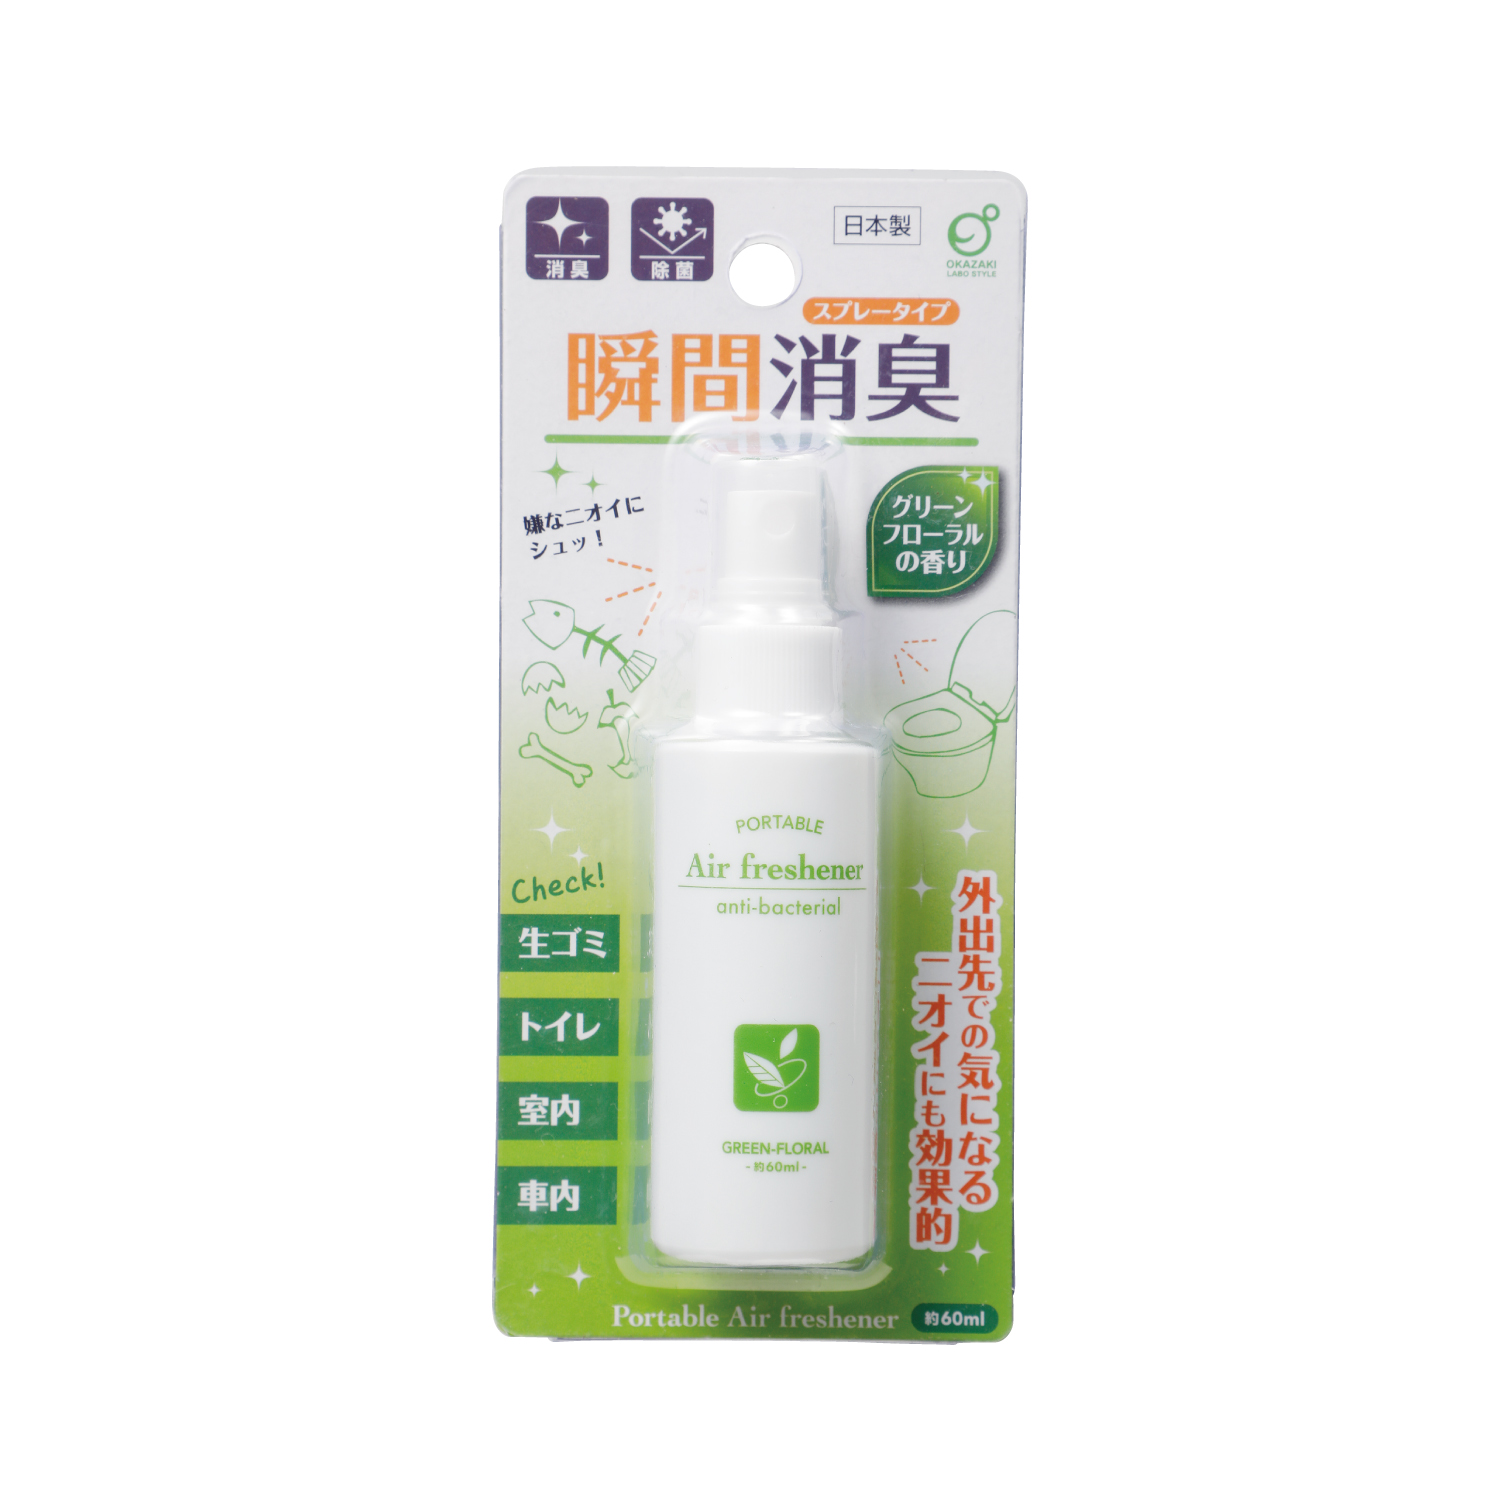 消臭
除菌
日本製
OKAZAKI
LABO STYLE
スプレータイプ
瞬間消臭
嫌なニオイに
シュッ！
グリーン
フローラル
の香り
PORTABLE
Air freshener
anti-bacterial
GREEN-FLORAL
-約60ml-
Check!
生ゴミ
トイレ
室内
車内
外出先での気になる
ニオイにも効果的
Portable Air freshener
約60ml